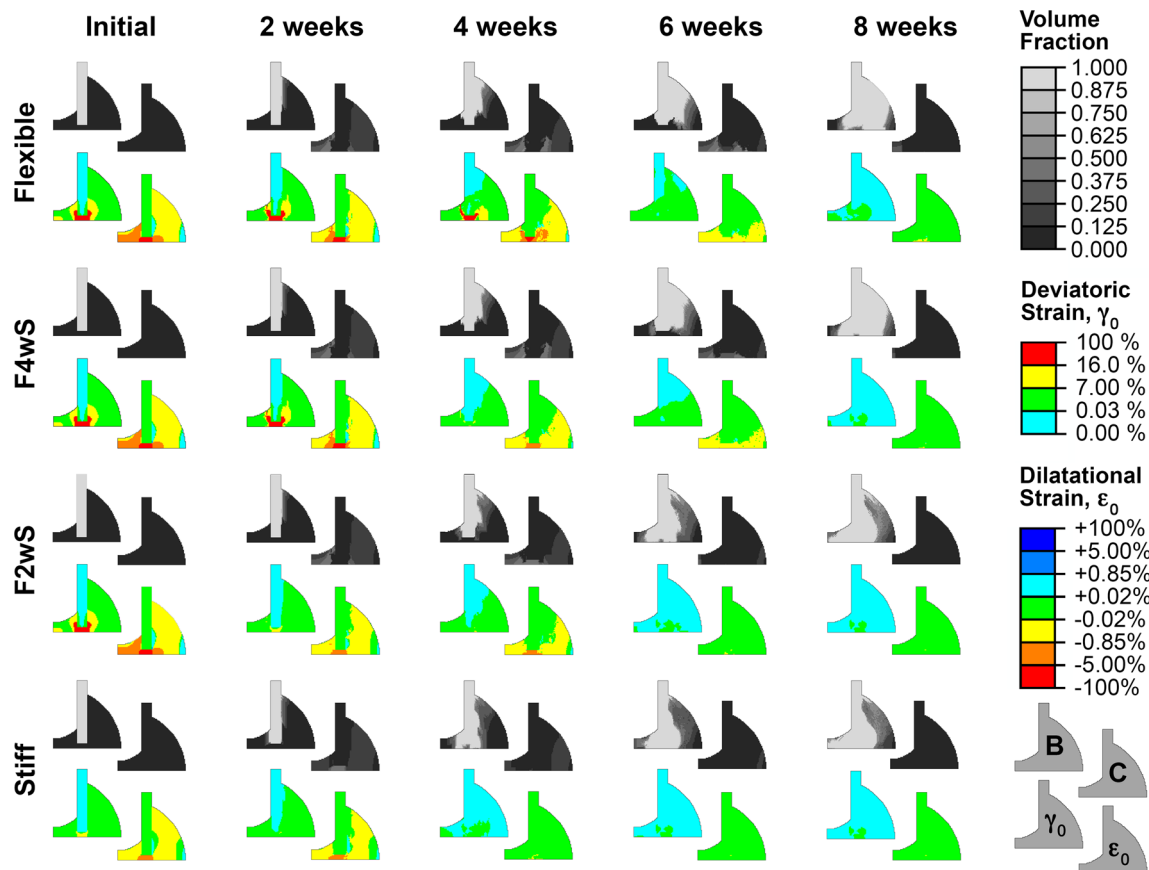 Initial
2 weeks
4 weeks
6 weeks
8 weeks
Volume
Fraction
1.000
0.875
0.750
0.625
0.500
0.375
0.250
0.125
0.000
Flexible
F4wS
F2wS
Stiff
Deviatoric
Strain, γ₀
100 %
16.0 %
7.00 %
0.03 %
0.00 %
Dilatational
Strain, ε₀
+100%
+5.00%
+0.85%
+0.02%
-0.02%
-0.85%
-5.00%
-100%
B
C
γ₀
ε₀